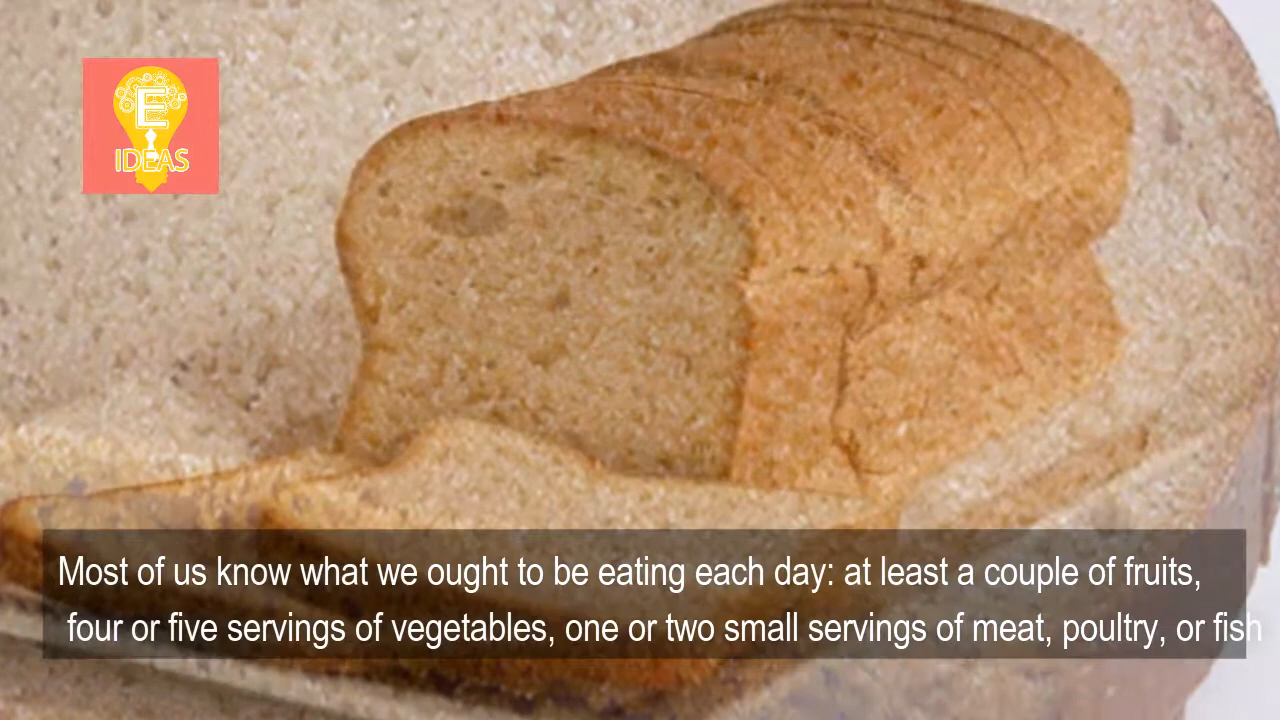 E
IDEAS
Most of us know what we ought to be eating each day: at least a couple of fruits,
four or five servings of vegetables, one or two small servings of meat, poultry, or fish